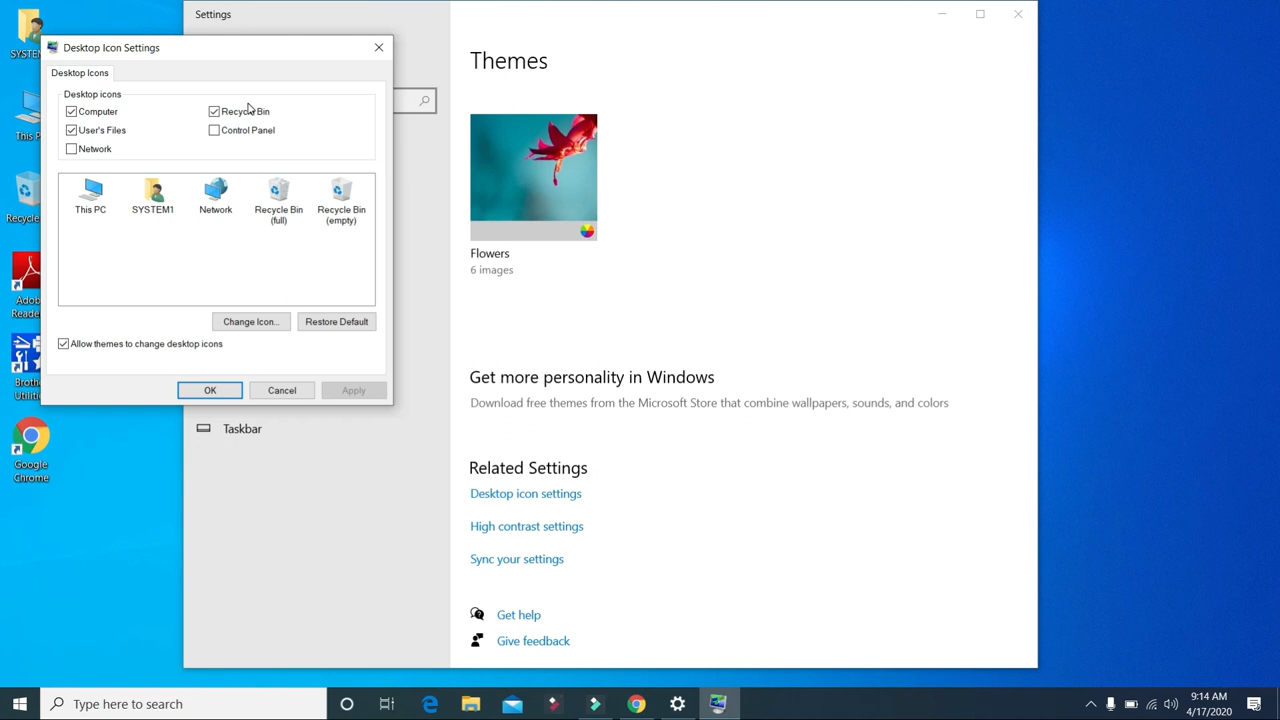 Settings
SYSTEM
This P
Recycle
Adob
Reade
Broth
Utiliti
Google
Chrome
Desktop Icon Settings
Desktop Icons
Desktop icons
Computer
Recycle Bin
User's Files
Control Panel
Network
This PC
SYSTEM1
Network
Recycle Bin
(full)
Recycle Bin
(empty)
Change Icon...
Restore Default
Allow themes to change desktop icons
OK
Cancel
Apply
Taskbar
Themes
Flowers
6 images
Get more personality in Windows
Download free themes from the Microsoft Store that combine wallpapers, sounds, and colors
Related Settings
Desktop icon settings
High contrast settings
Sync your settings
Get help
Give feedback
Type here to search
9:14 AM
4/17/2020